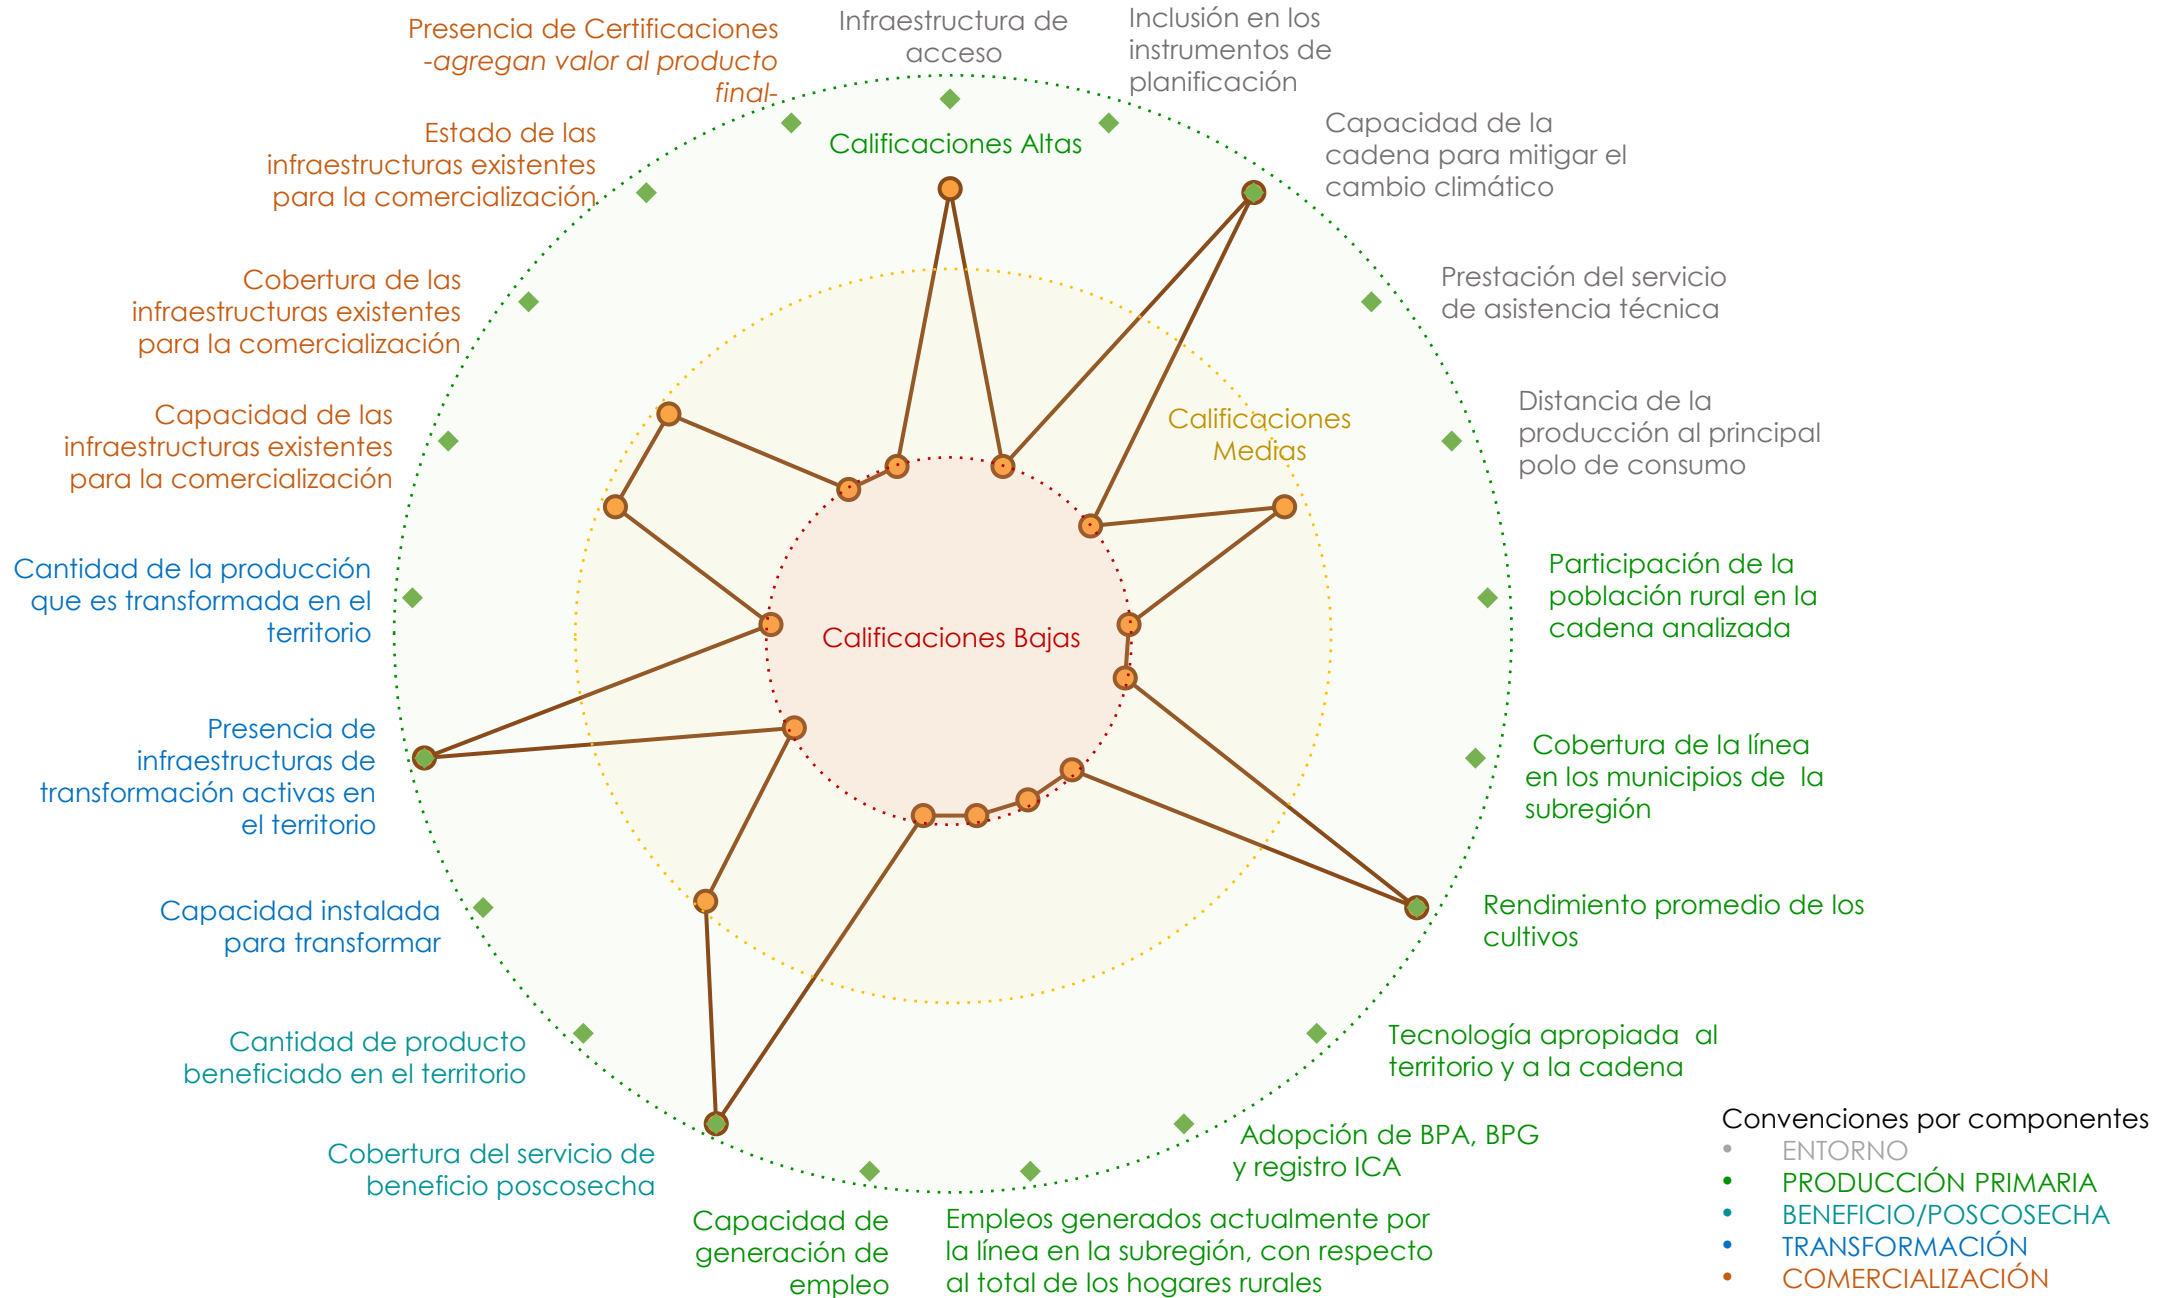 Presencia de Certificaciones
-agregan valor al producto
final-
Infraestructura de
acceso
Inclusión en los
instrumentos de
planificación
Capacidad de la
cadena para mitigar el
cambio climático
Prestación del servicio
de asistencia técnica
Distancia de la
producción al principal
polo de consumo
Participación de la
población rural en la
cadena analizada
Cobertura de la línea
en los municipios de la
subregión
Rendimiento promedio de los
cultivos
Tecnología apropiada al
territorio y a la cadena
Adopción de BPA, BPG
y registro ICA
Empleos generados actualmente por
la línea en la subregión, con respecto
al total de los hogares rurales
Capacidad de
generación de
empleo
Cobertura del servicio de
beneficio poscosecha
Cantidad de producto
beneficiado en el territorio
Capacidad instalada
para transformar
Presencia de
infraestructuras de
transformación activas en
el territorio
Cantidad de la producción
que es transformada en el
territorio
Capacidad de las
infraestructuras existentes
para la comercialización
Cobertura de las
infraestructuras existentes
para la comercialización
Estado de las
infraestructuras existentes
para la comercialización
Calificaciones Altas
Calificaciones
Medias
Calificaciones Bajas
Convenciones por componentes
• ENTORNO
• PRODUCCIÓN PRIMARIA
• BENEFICIO/POSCOSECHA
• TRANSFORMACIÓN
• COMERCIALIZACIÓN